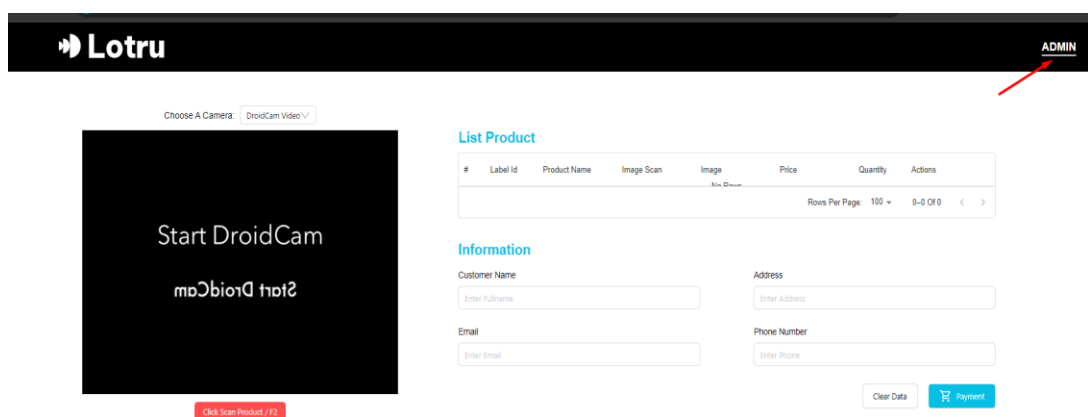 Lotru
ADMIN
Choose A Camera: DroidCam Video
Start DroidCam
Start DroidCam
Click Scan Product / F2
List Product
# Label Id Product Name Image Scan Image Price Quantity Actions
No Rows
Rows Per Page: 100 0–0 Of 0
Information
Customer Name Address
Enter Fullname Enter Address
Email Phone Number
Enter Email Enter Phone
Clear Data Payment